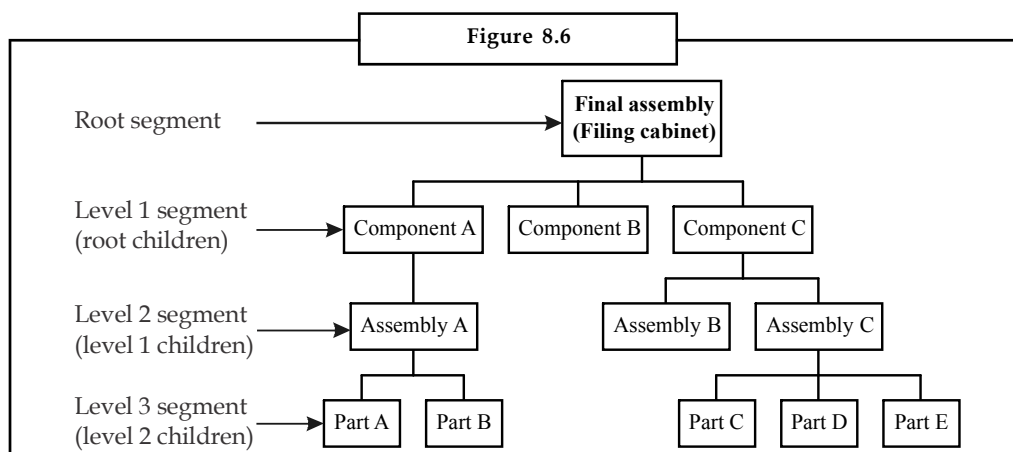 Figure 8.6
Final assembly
(Filing cabinet)
Root segment
Level 1 segment
(root children)
Component A
Component B
Component C
Level 2 segment
(level 1 children)
Assembly A
Assembly B
Assembly C
Level 3 segment
(level 2 children)
Part A
Part B
Part C
Part D
Part E